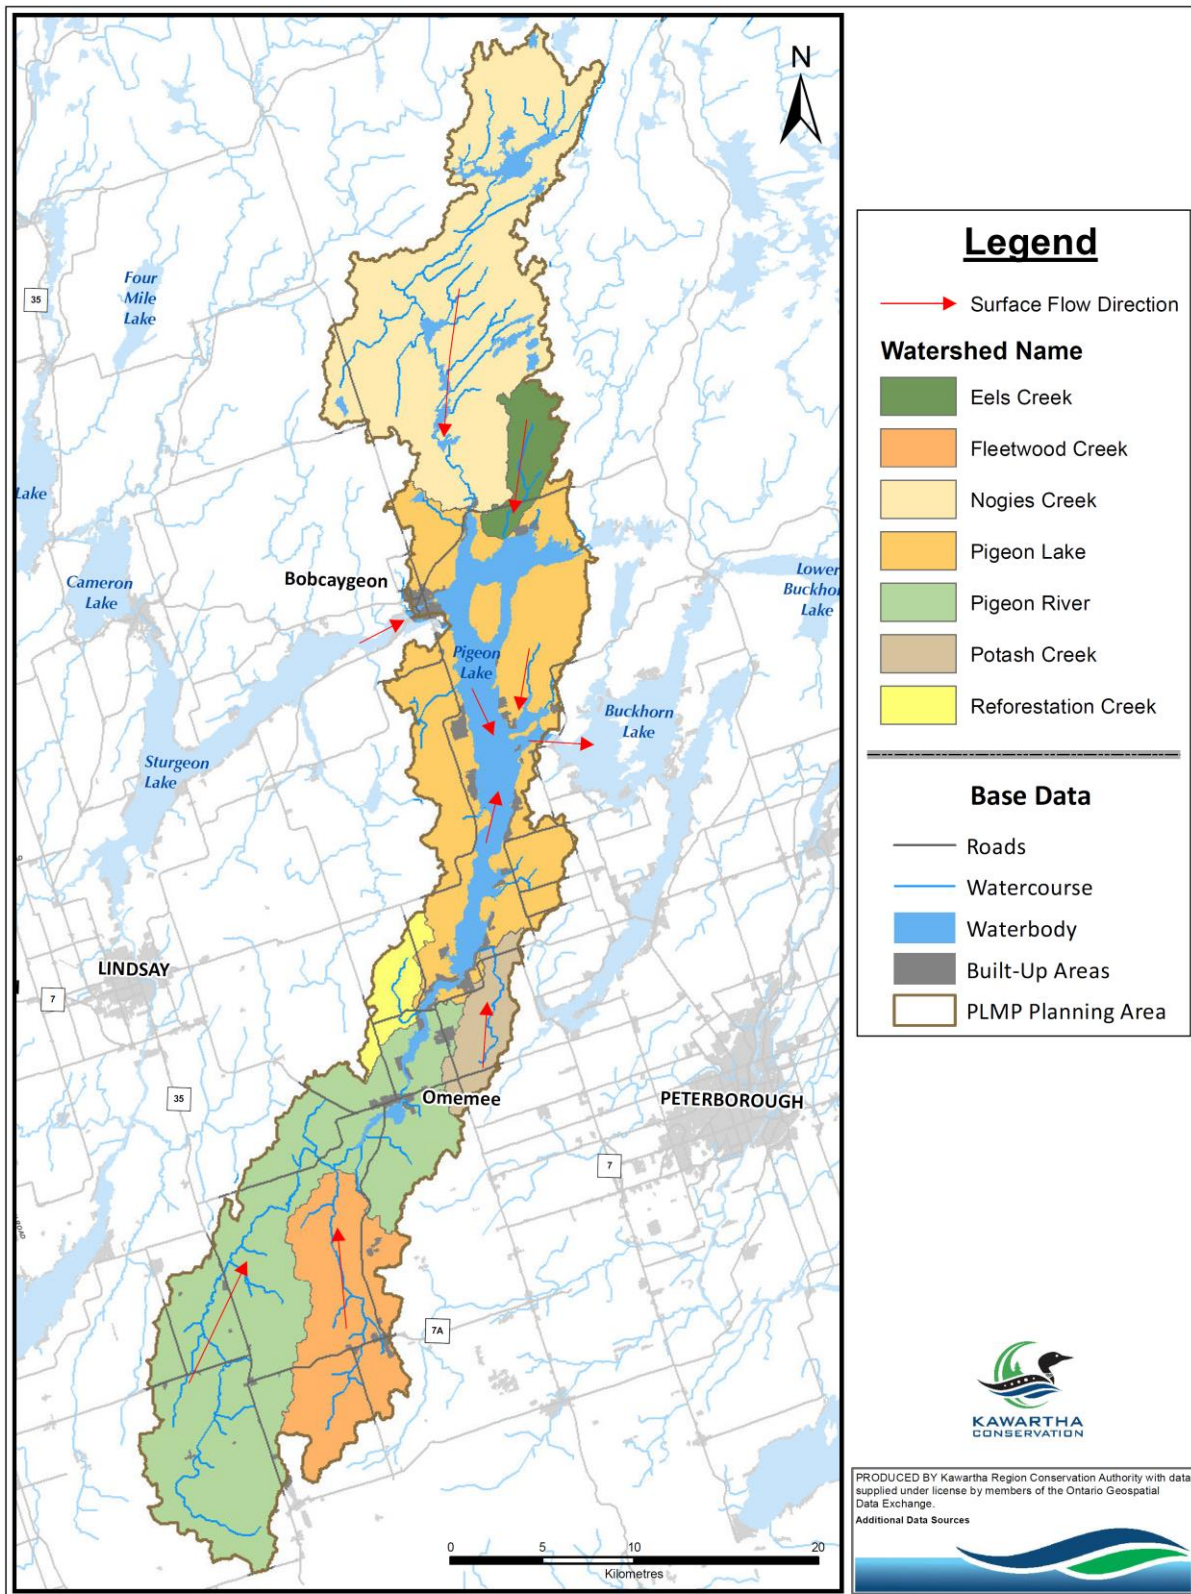 N
Four
Mile
Lake
35
Lake
Cameron
Lake
Bobcaygeon
Lower
Buckhorn
Lake
Pigeon
Lake
Buckhorn
Lake
Sturgeon
Lake
LINDSAY
7
35
Omemee
PETERBOROUGH
7
7A
0 5 10 20
Kilometres
Legend
Surface Flow Direction
Watershed Name
Eels Creek
Fleetwood Creek
Nogies Creek
Pigeon Lake
Pigeon River
Potash Creek
Reforestation Creek
Base Data
Roads
Watercourse
Waterbody
Built-Up Areas
PLMP Planning Area
KAWARTHA
CONSERVATION
PRODUCED BY Kawartha Region Conservation Authority with data
supplied under license by members of the Ontario Geospatial
Data Exchange.
Additional Data Sources